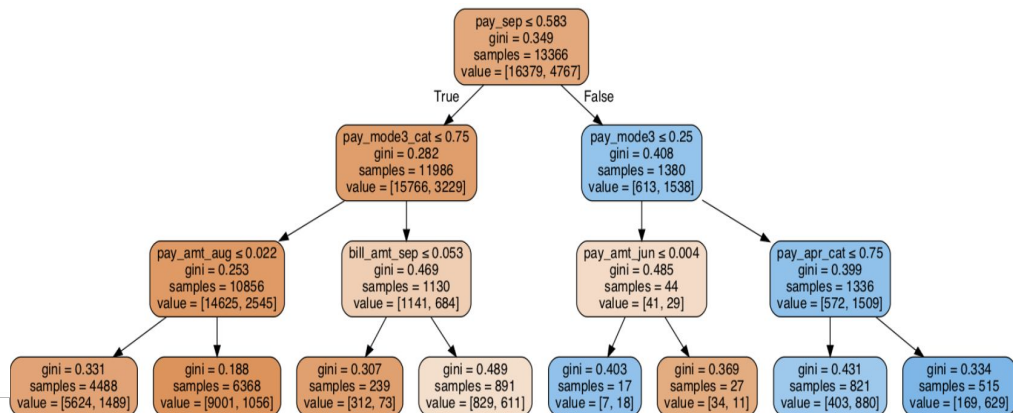 pay_sep ≤ 0.583
gini = 0.349
samples = 13366
value = [16379, 4767]
True
False
pay_mode3_cat ≤ 0.75
gini = 0.282
samples = 11986
value = [15766, 3229]
pay_mode3 ≤ 0.25
gini = 0.408
samples = 1380
value = [613, 1538]
pay_amt_aug ≤ 0.022
gini = 0.253
samples = 10856
value = [14625, 2545]
bill_amt_sep ≤ 0.053
gini = 0.469
samples = 1130
value = [1141, 684]
pay_amt_jun ≤ 0.004
gini = 0.485
samples = 44
value = [41, 29]
pay_apr_cat ≤ 0.75
gini = 0.399
samples = 1336
value = [572, 1509]
gini = 0.331
samples = 4488
value = [5624, 1489]
gini = 0.188
samples = 6368
value = [9001, 1056]
gini = 0.307
samples = 239
value = [312, 73]
gini = 0.489
samples = 891
value = [829, 611]
gini = 0.403
samples = 17
value = [7, 18]
gini = 0.369
samples = 27
value = [34, 11]
gini = 0.431
samples = 821
value = [403, 880]
gini = 0.334
samples = 515
value = [169, 629]